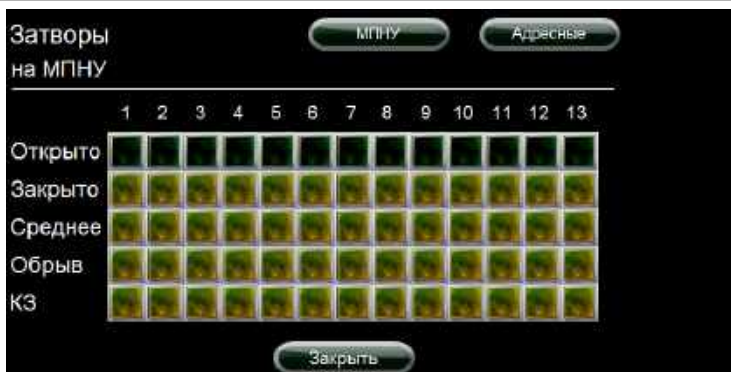 Затворы МПНУ Адресные
на МПНУ
1 2 3 4 5 6 7 8 9 10 11 12 13
Открыто
Закрыто
Среднее
Обрыв
КЗ
Закрыть